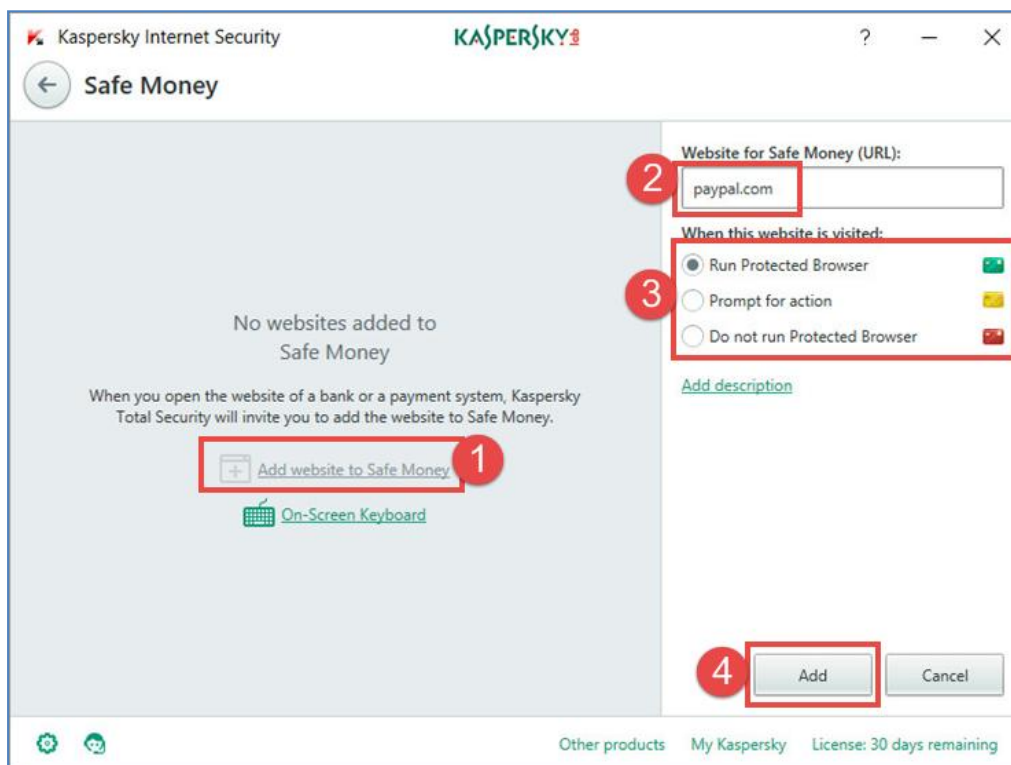 Kaspersky Internet Security
KASPERSKY lab
?
Safe Money
Website for Safe Money (URL):
2
paypal.com
When this website is visited:
3
Run Protected Browser
Prompt for action
Do not run Protected Browser
Add description
No websites added to
Safe Money
When you open the website of a bank or a payment system, Kaspersky
Total Security will invite you to add the website to Safe Money.
Add website to Safe Money
1
On-Screen Keyboard
4
Add
Cancel
Other products
My Kaspersky
License: 30 days remaining